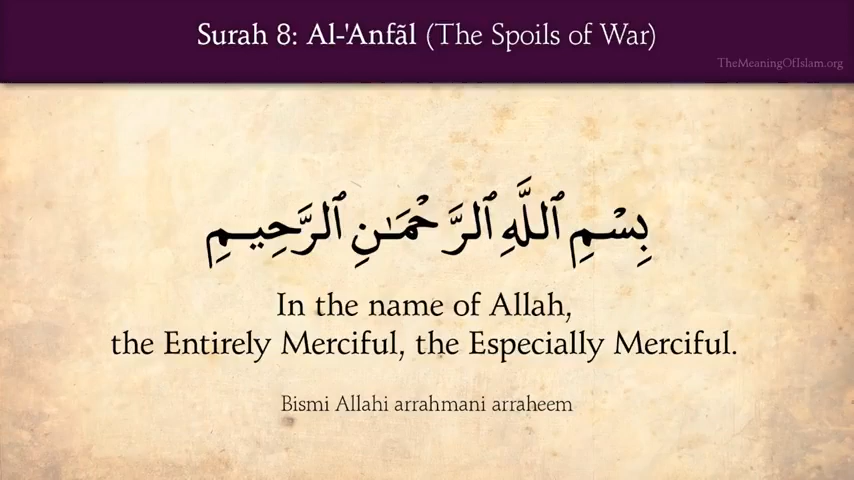 Surah 8: Al-'Anfãl (The Spoils of War)
TheMeaningOfIslam.org
بِسْمِ ٱللَّهِ ٱلرَّحْمَـٰنِ ٱلرَّحِيمِ
In the name of Allah,
the Entirely Merciful, the Especially Merciful.
Bismi Allahi arrahmani arraheem